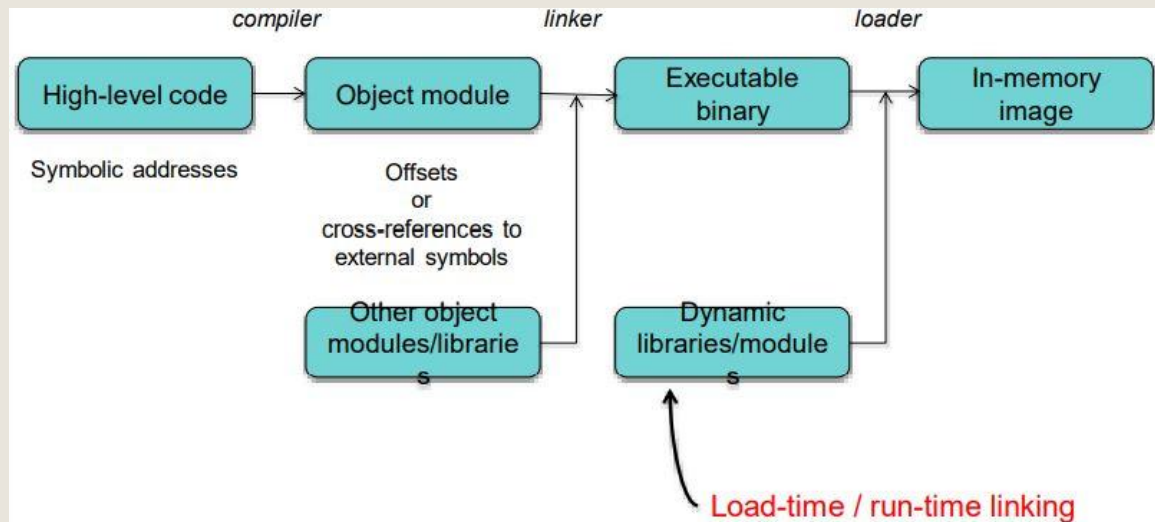 compiler
linker
loader
High-level code
Object module
Executable
binary
In-memory
image
Symbolic addresses
Offsets
or
cross-references to
external symbols
Other object
modules/librarie
s
Dynamic
libraries/module
s
Load-time / run-time linking